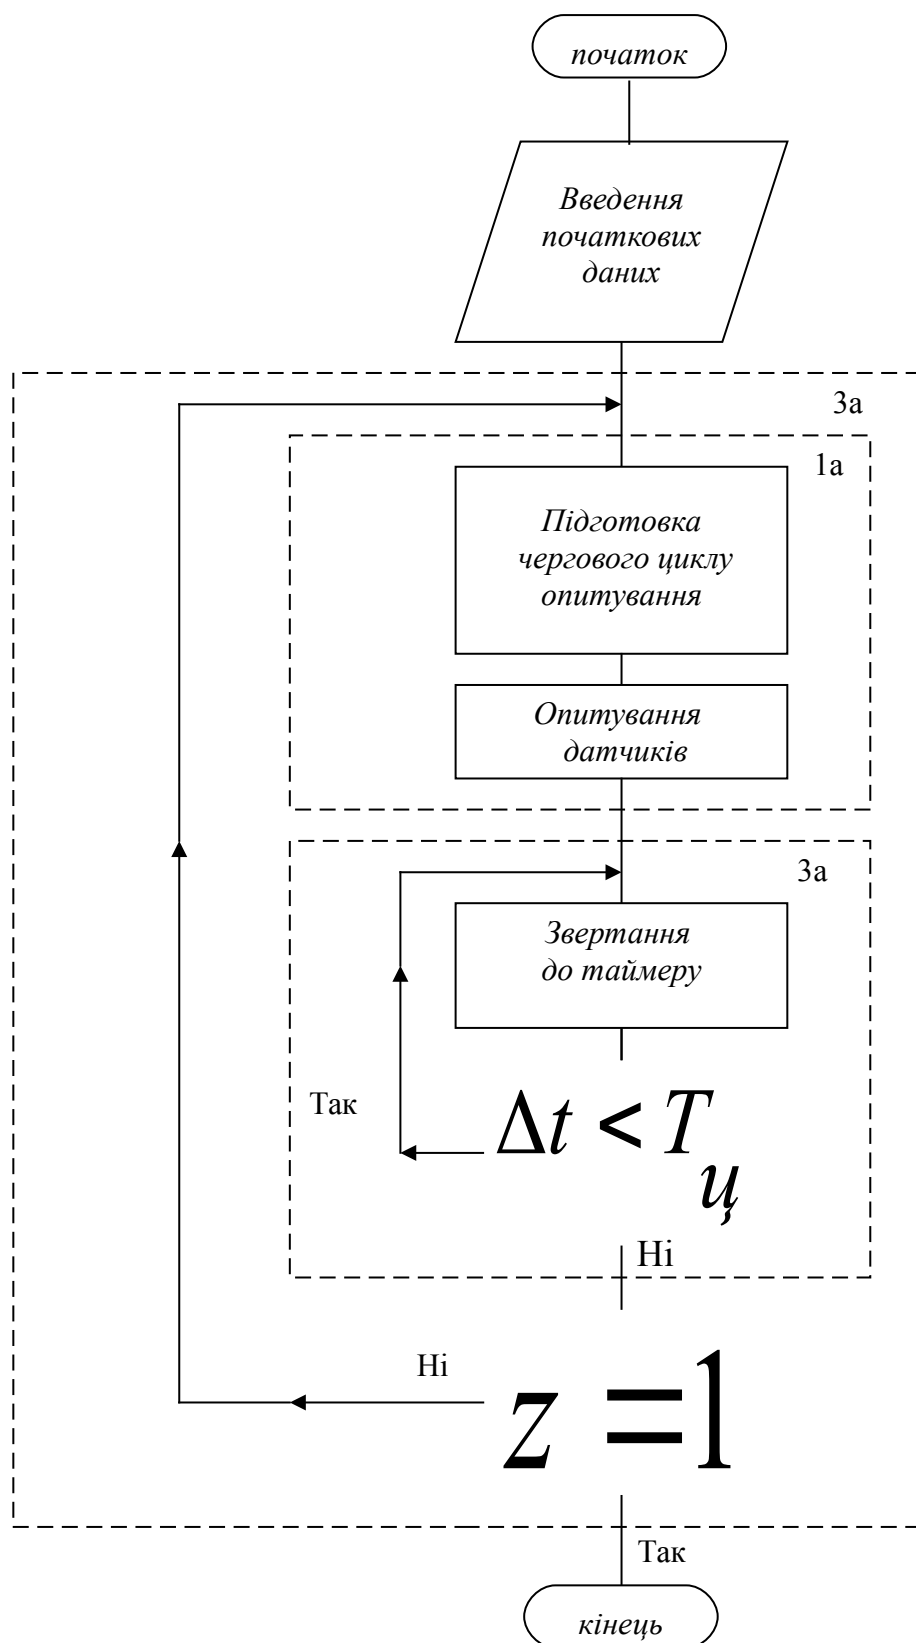 початок
Введення
початкових
даних
3а
1а
Підготовка
чергового циклу
опитування
Опитування
датчиків
3а
Звертання
до таймеру
Так
Δt < Tц
Ні
Ні
z = 1
Так
кінець